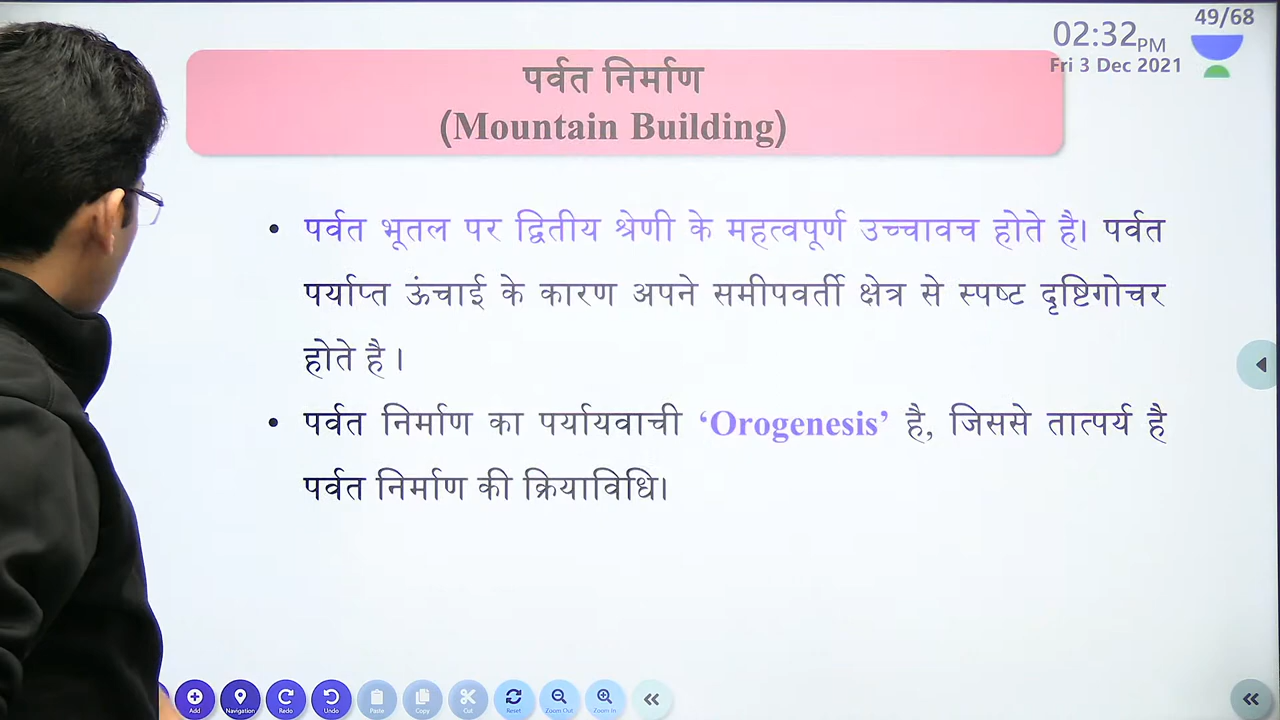 49/68
02:32PM
Fri 3 Dec 2021
पर्वत निर्माण
(Mountain Building)
• पर्वत भूतल पर द्वितीय श्रेणी के महत्वपूर्ण उच्चावच होते है। पर्वत
पर्याप्त ऊंचाई के कारण अपने समीपवर्ती क्षेत्र से स्पष्ट दृष्टिगोचर
होते है ।
• पर्वत निर्माण का पर्यायवाची ‘Orogenesis’ है, जिससे तात्पर्य है
पर्वत निर्माण की क्रियाविधि।
Add Navigation Redo Undo Paste Copy Cut Reset Zoom Out Zoom In